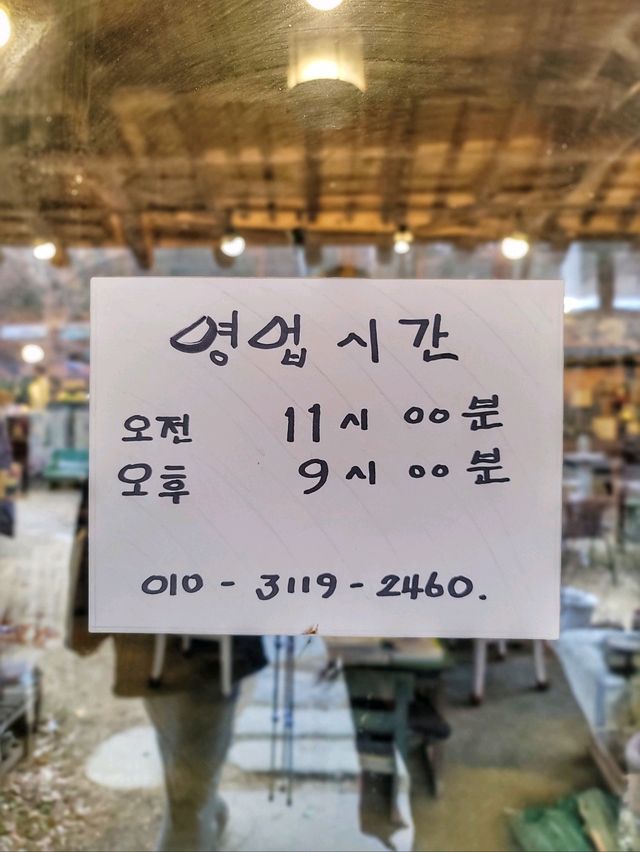 영업시간
오전 11시 00분
오후 9시 00분
010 - 3119 - 2460.